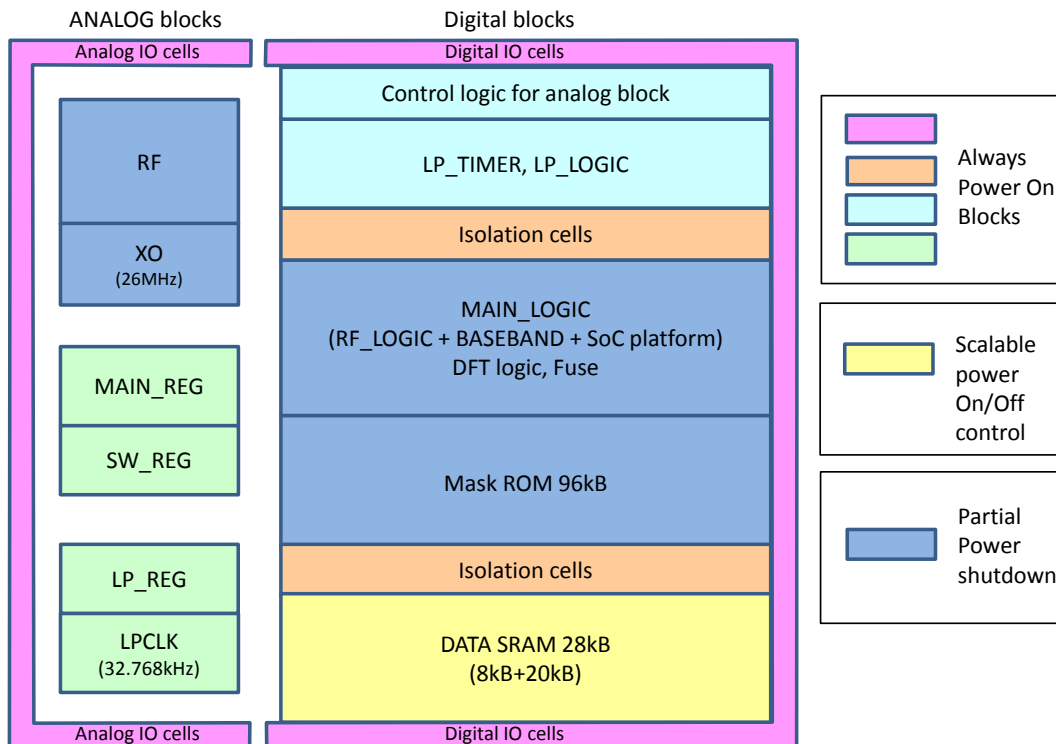 ANALOG blocks
Digital blocks
Analog IO cells
Digital IO cells
RF
XO
(26MHz)
MAIN_REG
SW_REG
LP_REG
LPCLK
(32.768kHz)
Analog IO cells
Control logic for analog block
LP_TIMER, LP_LOGIC
Isolation cells
MAIN_LOGIC
(RF_LOGIC + BASEBAND + SoC platform)
DFT logic, Fuse
Mask ROM 96kB
Isolation cells
DATA SRAM 28kB
(8kB+20kB)
Digital IO cells
Always
Power On
Blocks
Scalable
power
On/Off
control
Partial
Power
shutdown